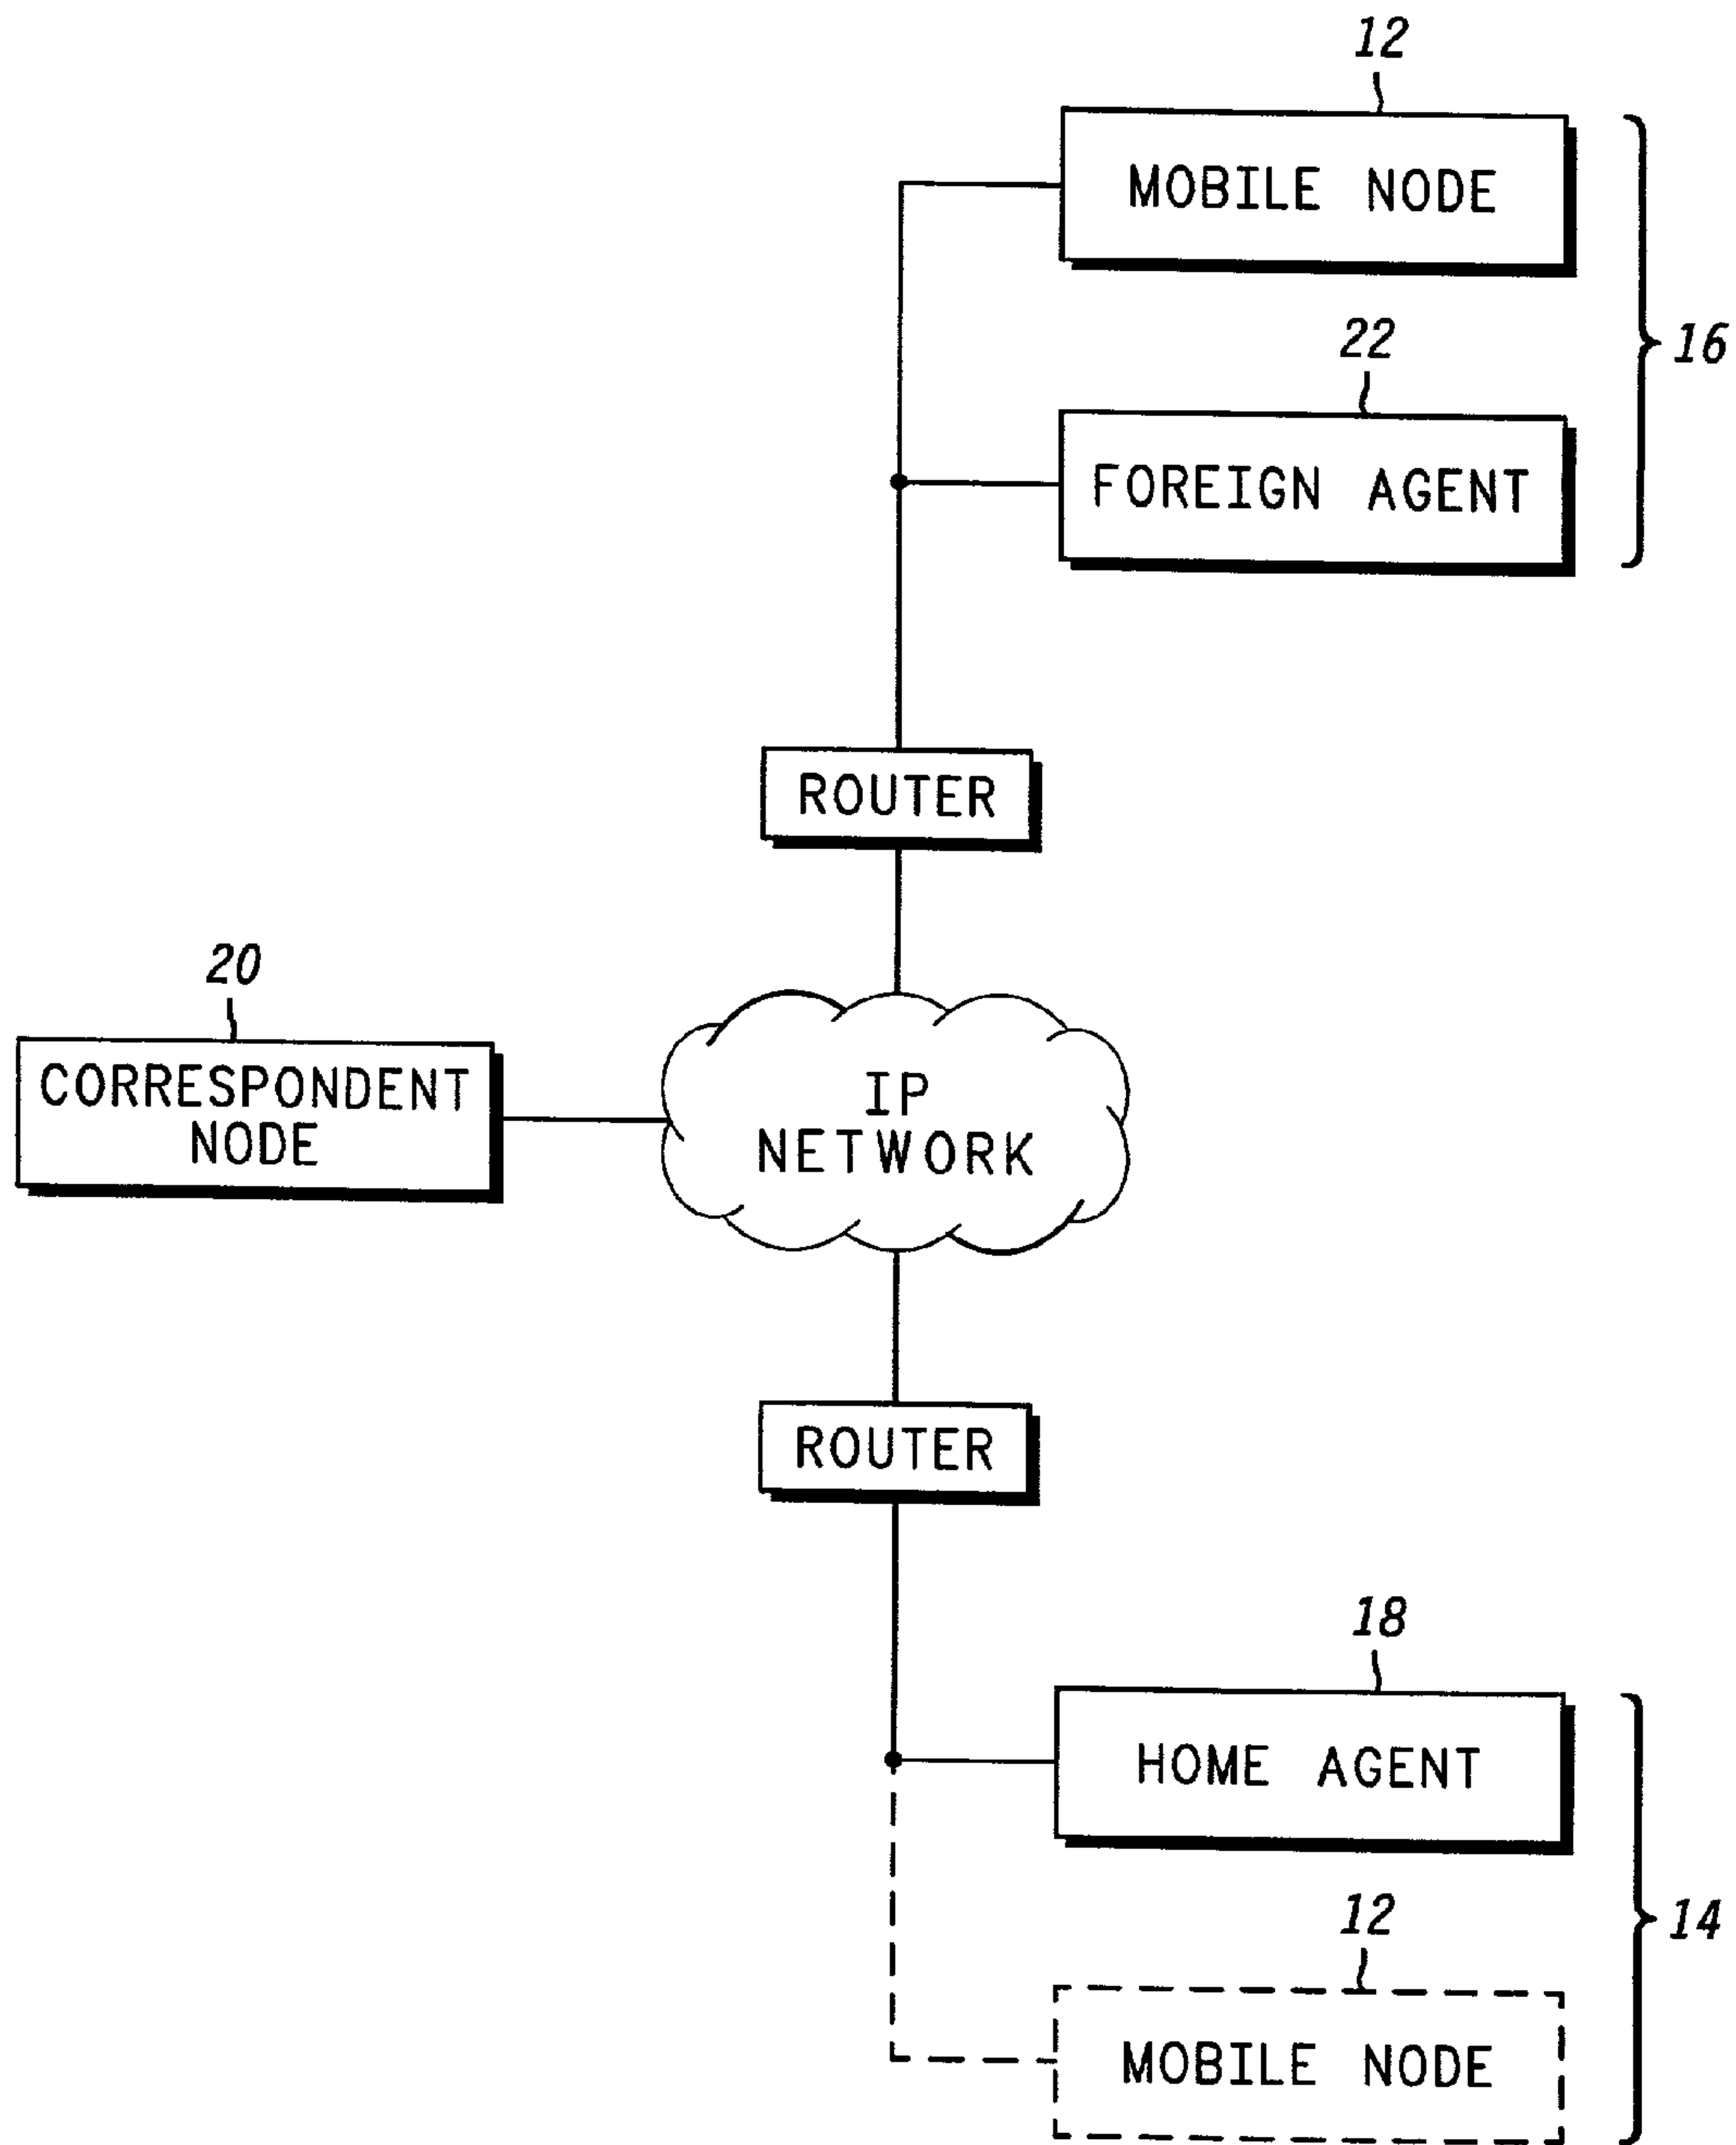 12
MOBILE NODE
16
22
FOREIGN AGENT
ROUTER
20
CORRESPONDENT
NODE
IP
NETWORK
ROUTER
18
HOME AGENT
14
12
MOBILE NODE